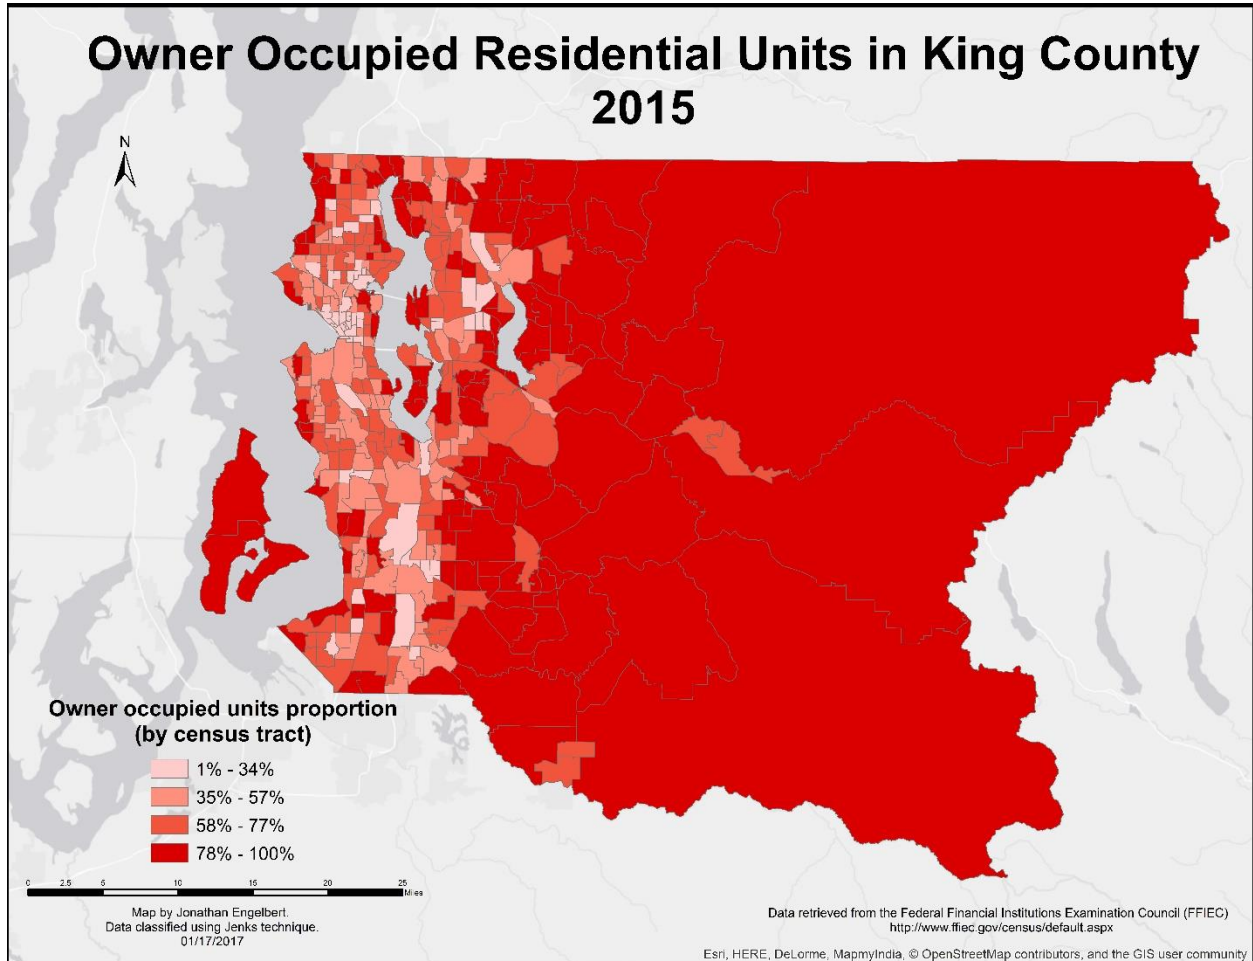 Owner Occupied Residential Units in King County
2015
N
Owner occupied units proportion
(by census tract)
1% - 34%
35% - 57%
58% - 77%
78% - 100%
0 2.5 5 10 15 20 25
Miles
Map by Jonathan Engelbert.
Data classified using Jenks technique.
01/17/2017
Data retrieved from the Federal Financial Institutions Examination Council (FFIEC)
http://www.ffiec.gov/census/default.aspx
Esri, HERE, DeLorme, MapmyIndia, © OpenStreetMap contributors, and the GIS user community